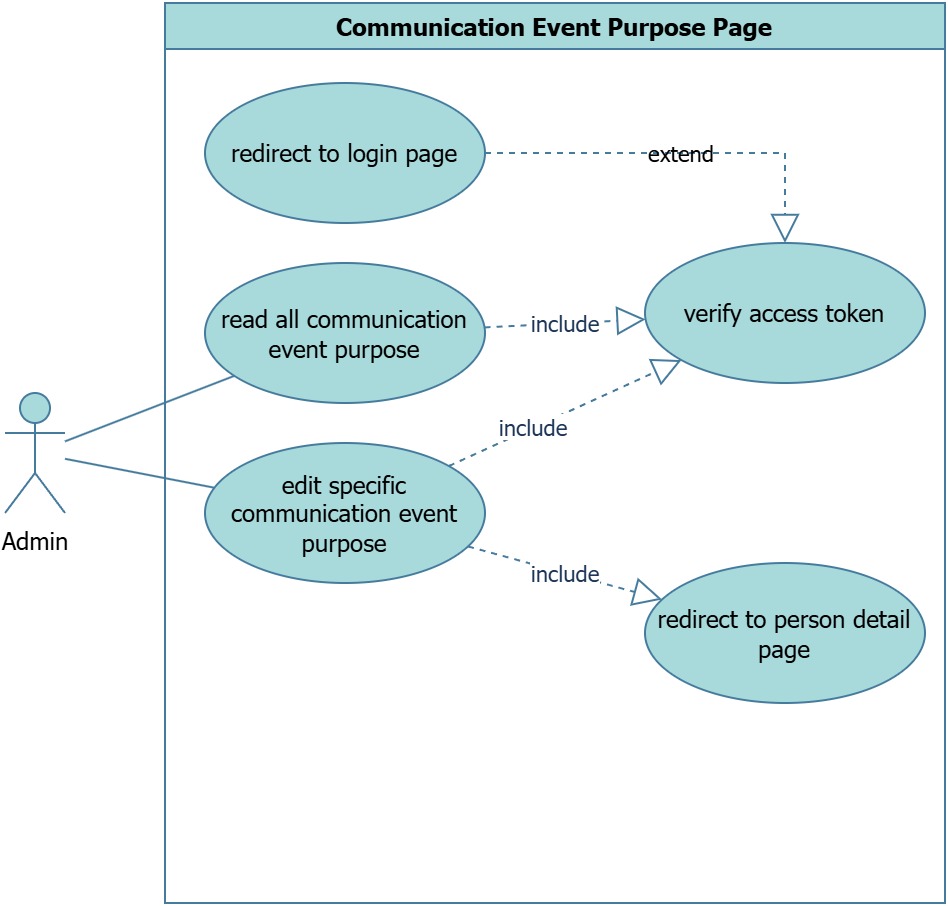 Communication Event Purpose Page
redirect to login page
extend
read all communication
event purpose
include
verify access token
include
edit specific
communication event
purpose
Admin
include
redirect to person detail
page